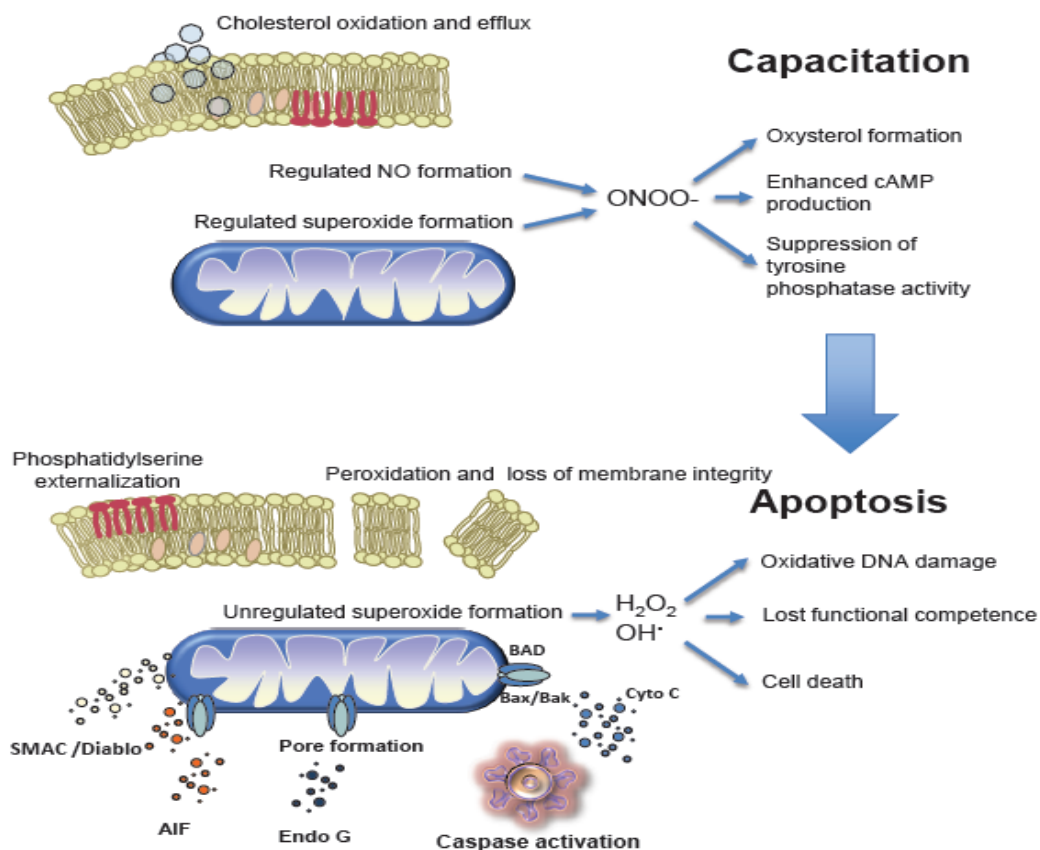 Cholesterol oxidation and efflux
Capacitation
Regulated NO formation
Regulated superoxide formation
ONOO-
Oxysterol formation
Enhanced cAMP
production
Suppression of
tyrosine
phosphatase activity
Phosphatidylserine
externalization
Peroxidation and loss of membrane integrity
Apoptosis
Unregulated superoxide formation
H₂O₂
OH•
Oxidative DNA damage
Lost functional competence
Cell death
BAD
Bax/Bak
Cyto C
SMAC /Diablo
Pore formation
AIF
Endo G
Caspase activation